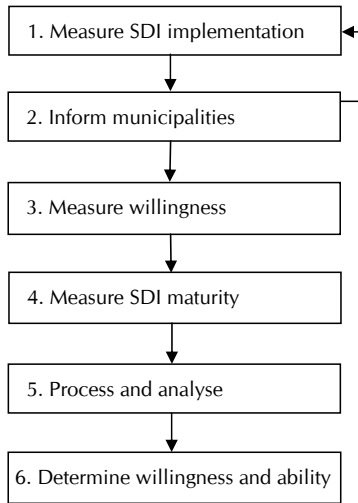 1. Measure SDI implementation
2. Inform municipalities
3. Measure willingness
4. Measure SDI maturity
5. Process and analyse
6. Determine willingness and ability